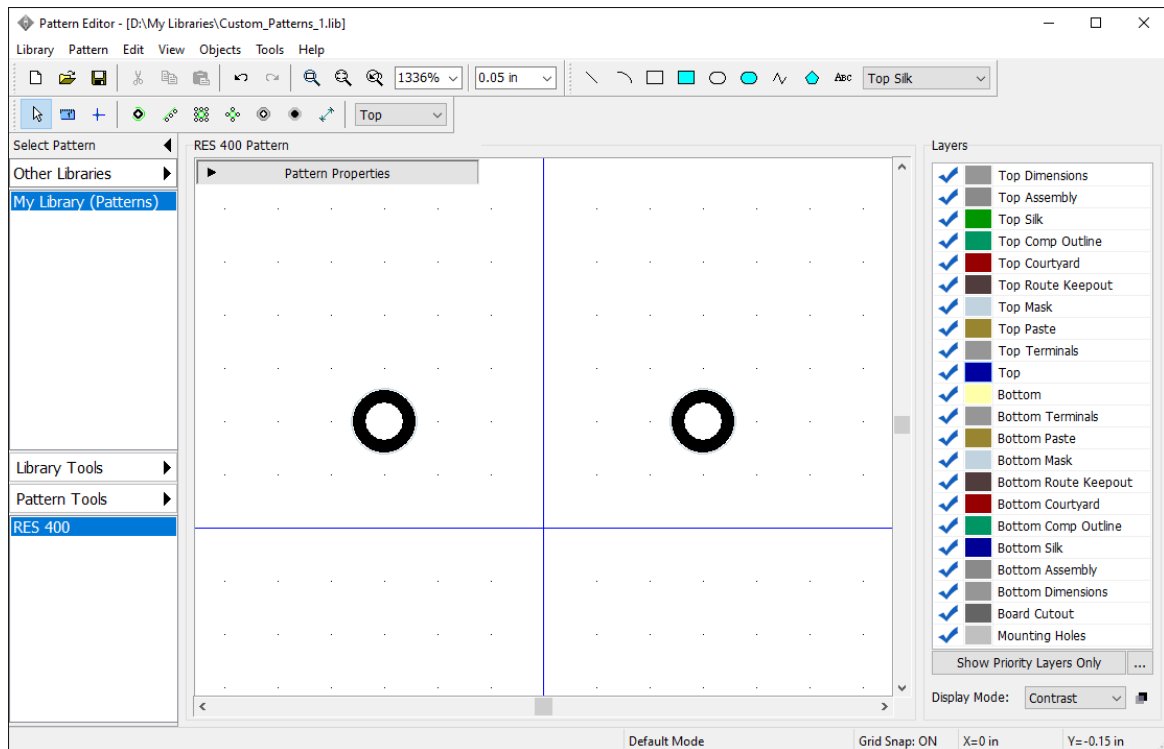 Pattern Editor - [D:\My Libraries\Custom_Patterns_1.lib]
Library Pattern Edit View Objects Tools Help
1336% 0.05 in ABC Top Silk
Top
Select Pattern
Other Libraries
My Library (Patterns)
Library Tools
Pattern Tools
RES 400
RES 400 Pattern
Pattern Properties
Layers
Top Dimensions
Top Assembly
Top Silk
Top Comp Outline
Top Courtyard
Top Route Keepout
Top Mask
Top Paste
Top Terminals
Top
Bottom
Bottom Terminals
Bottom Paste
Bottom Mask
Bottom Route Keepout
Bottom Courtyard
Bottom Comp Outline
Bottom Silk
Bottom Assembly
Bottom Dimensions
Board Cutout
Mounting Holes
Show Priority Layers Only ...
Display Mode: Contrast
Default Mode Grid Snap: ON X=0 in Y=-0.15 in